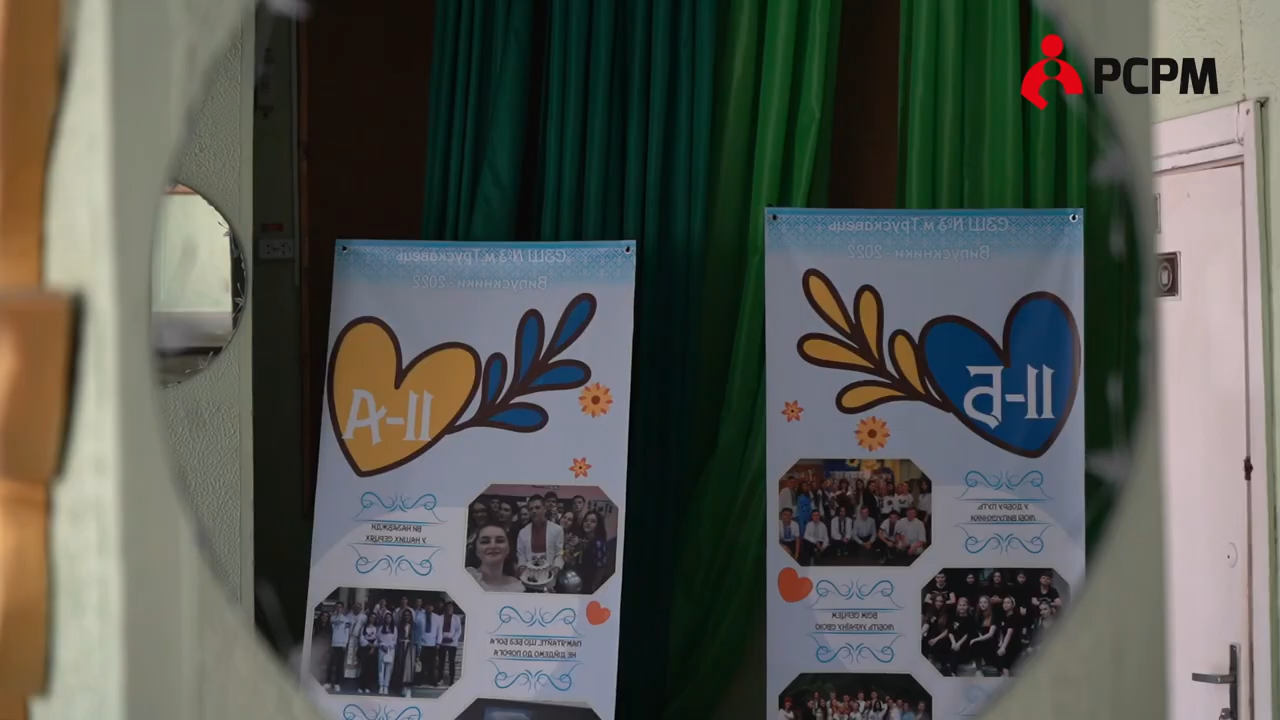 PCPM
СЗШ №3 м.Трускавець
Випускники - 2022
11-А
ВИ НАЗАВЖДИ
У НАШИХ СЕРЦЯХ
ПАМ'ЯТАЙТЕ, ЩО БЕЗ БОГА
НЕ ДІЙДЕМО ДО ПОРОГА
СЗШ №3 м.Трускавець
Випускники - 2022
11-Б
У ДОБРУ ПУТЬ,
ЛЮБІ ВИПУСКНИКИ
ВСІМ СЕРЦЕМ
ЛЮБІТЬ УКРАЇНУ СВОЮ